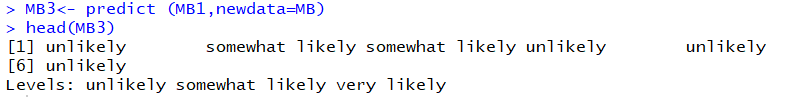 > MB3<- predict (MB1,newdata=MB)
> head(MB3)
[1] unlikely        somewhat likely somewhat likely unlikely        unlikely
[6] unlikely
Levels: unlikely somewhat likely very likely